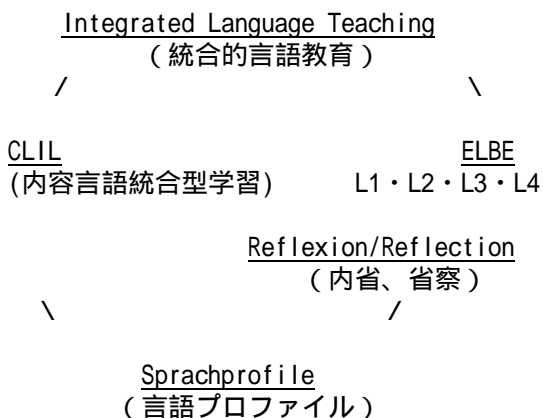 Integrated Language Teaching
(統合的言語教育)
/ \
CLIL ELBE
(内容言語統合型学習) L1・L2・L3・L4
Reflexion/Reflection
(内省、省察)
\ /
Sprachprofile
(言語プロファイル)